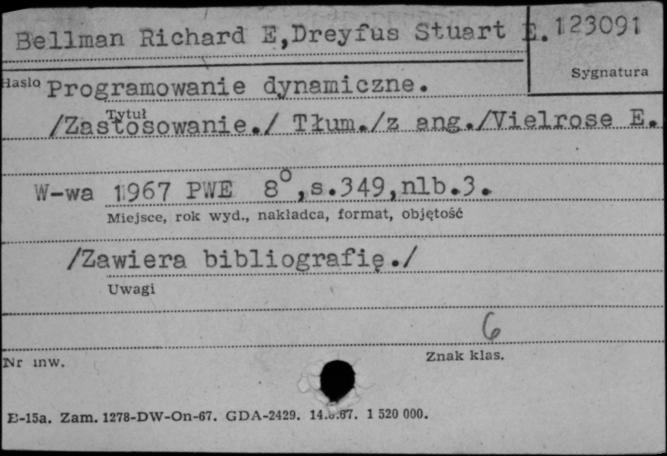 Bellman Richard E,Dreyfus Stuart E. 123091
Hasło Sygnatura
Programowanie dynamiczne.
Tytuł
/Zastosowanie./ Tłum./z ang./Vielrose E.
W-wa 1967 PWE 8°,s.349,nlb.3.
Miejsce, rok wyd., nakładca, format, objętość
/Zawiera bibliografię./
Uwagi
6
Nr inw. Znak klas.
E-15a. Zam. 1278-DW-On-67. GDA-2429. 1 520 000.